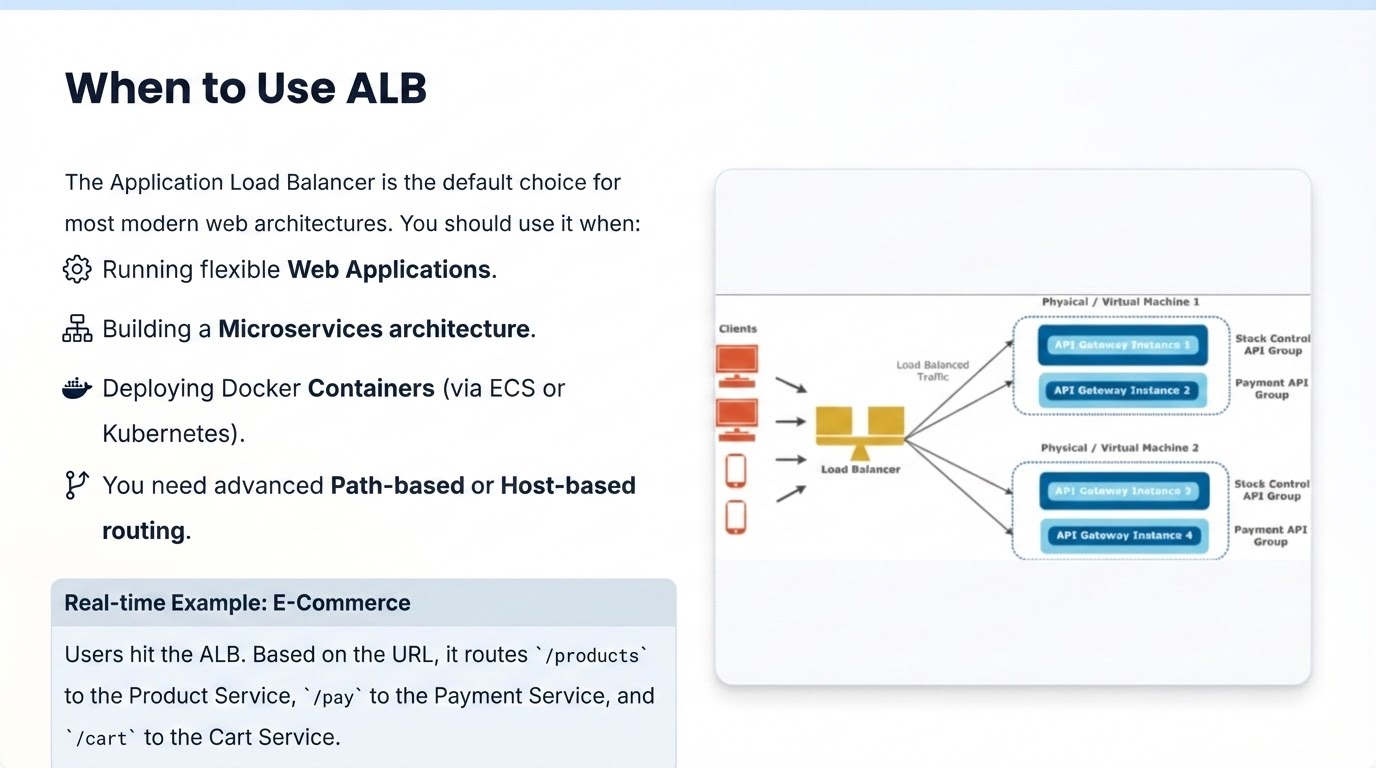 When to Use ALB
The Application Load Balancer is the default choice for
most modern web architectures. You should use it when:
Running flexible Web Applications.
Building a Microservices architecture.
Deploying Docker Containers (via ECS or
Kubernetes).
You need advanced Path-based or Host-based
routing.
Real-time Example: E-Commerce
Users hit the ALB. Based on the URL, it routes `/products`
to the Product Service, `/pay` to the Payment Service, and
`/cart` to the Cart Service.
Clients
Load Balancer
Load Balanced
Traffic
Physical / Virtual Machine 1
API Gateway Instance 1
Stack Control
API Group
API Geteway Instance 2
Payment API
Group
Physical / Virtual Machine 2
API Gateway Instance 3
Stock Control
API Group
API Gateway Instance 4
Payment API
Group